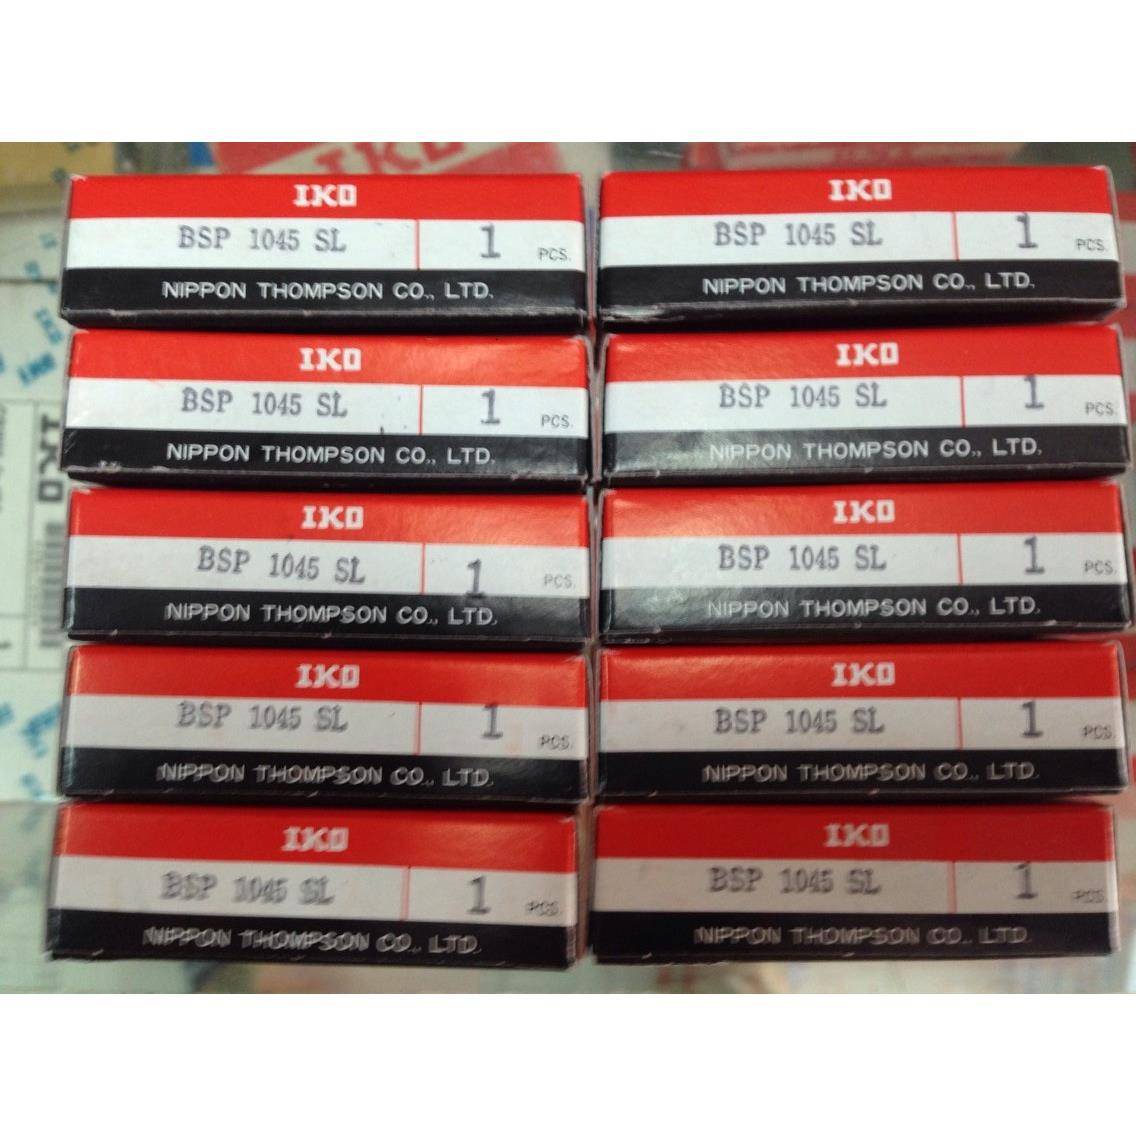 IKO
BSP 1045 SL 1 PCS.
NIPPON THOMPSON CO., LTD.
IKO
BSP 1045 SL 1 PCS.
NIPPON THOMPSON CO., LTD.
IKO
BSP 1045 SL 1 PCS.
NIPPON THOMPSON CO., LTD.
IKO
BSP 1045 SL 1 PCS.
NIPPON THOMPSON CO., LTD.
IKO
BSP 1045 SL 1 PCS.
NIPPON THOMPSON CO., LTD.
IKO
BSP 1045 SL 1 PCS.
NIPPON THOMPSON CO., LTD.
IKO
BSP 1045 SL 1 PCS.
NIPPON THOMPSON CO., LTD.
IKO
BSP 1045 SL 1 PCS.
NIPPON THOMPSON CO., LTD.
IKO
BSP 1045 SL 1 PCS.
NIPPON THOMPSON CO., LTD.
IKO
BSP 1045 SL 1 PCS.
NIPPON THOMPSON CO., LTD.
IKO
IKO